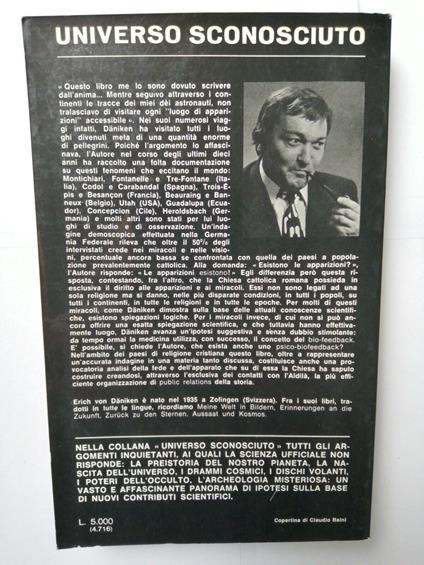 UNIVERSO SCONOSCIUTO
« Questo libro me lo sono dovuto scrivere
dall'anima... Mentre seguivo attraverso i con-
tinenti le tracce dei miei dèi astronauti, non
tralasciavo di visitare ogni "luogo di appari-
zioni" accessibile ». Nei suoi numerosi viag-
gi infatti, Däniken ha visitato tutti i luo-
ghi divenuti meta di una quantità enorme
di pellegrini. Poiché l'argomento lo affasci-
nava, l'Autore nel corso degli ultimi dieci
anni ha raccolto una folta documentazione
su questi fenomeni che eccitano il mondo:
Montichiari, Fontanelle e Tre-Fontane (Ita-
lia), Codol e Carabandal (Spagna), Trois-É-
pis e Besançon (Francia), Beauraing e Ban-
neux (Belgio), Utah (USA), Guadalupa (Ecua-
dor), Concepcion (Cile), Heroldsbach (Ger-
mania) e molti altri sono stati per lui luo-
ghi di studio e di osservazione. Un'inda-
gine demoscopica effettuata nella Germa-
nia Federale rileva che oltre il 50% degli
intervistati crede nei miracoli e nelle visio-
ni, percentuale ancora bassa se confrontata con quella dei paesi a popola-
zione prevalentemente cattolica. Alla domanda: « Esistono le apparizioni? »,
l'Autore risponde: « Le apparizioni esistono! » Egli differenzia però questa ri-
sposta, contestando, fra l'altro, che la Chiesa cattolica romana possieda in
esclusiva il diritto alle apparizioni e ai miracoli. Essi non sono legati ad una
sola religione ma si danno, nelle più disparate condizioni, in tutti i popoli, su
tutti i continenti, in tutte le religioni e in tutte le epoche. Per molti di questi
miracoli, come Däniken dimostra sulla base delle attuali conoscenze scienti-
fiche, esistono spiegazioni logiche. Per i miracoli invece, di cui non si può an-
cora offrire una esatta spiegazione scientifica, e che tuttavia hanno effettiva-
mente luogo, Däniken avanza un'ipotesi suggestiva e senza dubbio stimolante:
da tempo ormai la medicina utilizza, con successo, il concetto del bio-feedback.
E' possibile, si chiede l'Autore, che esista anche uno psico-biofeedback?
Nell'ambito dei paesi di religione cristiana questo libro, oltre a rappresentare
un'accurata indagine in una materia tanto discussa, costituisce anche una pro-
vocatoria analisi della fede e dell'apparato che su di essa la Chiesa ha saputo
costruire creandosi, attraverso l'esclusiva dei contatti con l'Aldilà, la più effi-
ciente organizzazione di public relations della storia.
Erich von Däniken è nato nel 1935 a Zofingen (Svizzera). Fra i suoi libri, tra-
dotti in tutte le lingue, ricordiamo Meine Welt in Bildern, Erinnerungen an die
Zukunft, Zurück zu den Sternen, Aussaat und Kosmos.
NELLA COLLANA « UNIVERSO SCONOSCIUTO » TUTTI GLI AR-
GOMENTI INQUIETANTI, AI QUALI LA SCIENZA UFFICIALE NON
RISPONDE: LA PREISTORIA DEL NOSTRO PIANETA, LA NA-
SCITA DELL'UNIVERSO, I DRAMMI COSMICI, I DISCHI VOLANTI,
I POTERI DELL'OCCULTO, L'ARCHEOLOGIA MISTERIOSA: UN
VASTO E AFFASCINANTE PANORAMA DI IPOTESI SULLA BASE
DI NUOVI CONTRIBUTI SCIENTIFICI.
L. 5.000
(4.716)
Copertina di Claudio Baini